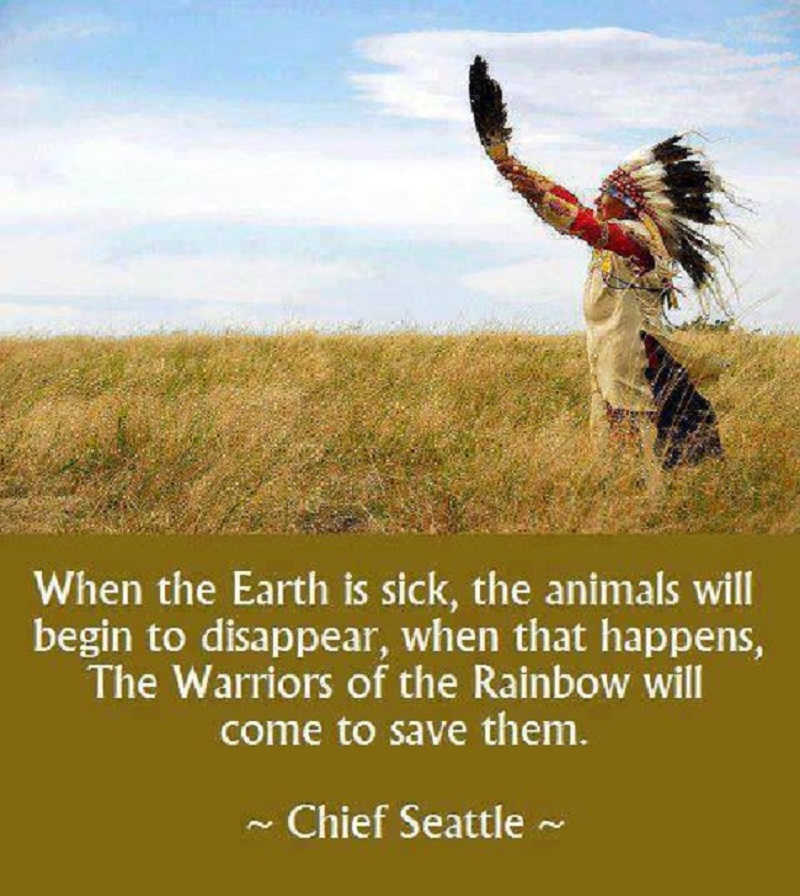 When the Earth is sick, the animals will
begin to disappear, when that happens,
The Warriors of the Rainbow will
come to save them.
~ Chief Seattle ~